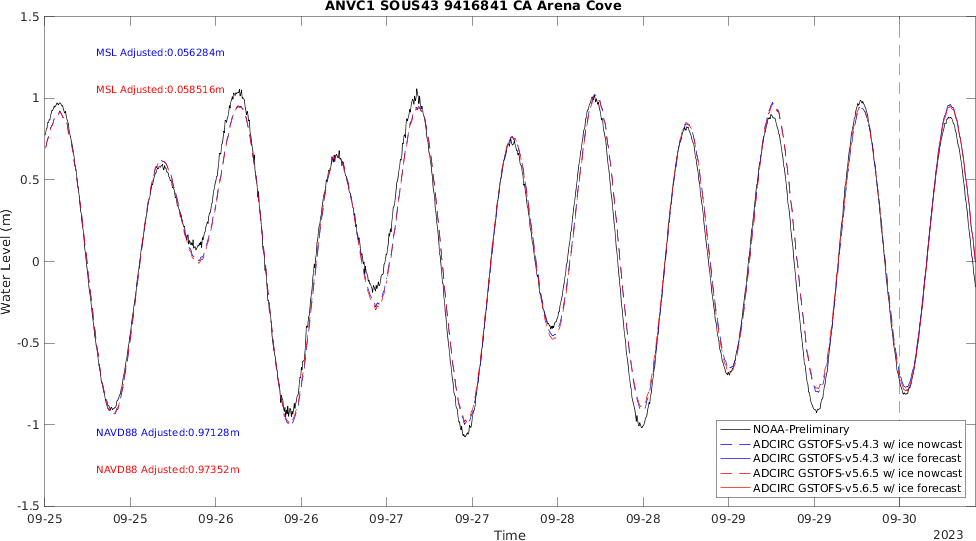 ANVC1 SOUS43 9416841 CA Arena Cove
1.5
MSL Adjusted:0.056284m
MSL Adjusted:0.058516m
1
0.5
Water Level (m)
0
-0.5
-1
NAVD88 Adjusted:0.97128m
NAVD88 Adjusted:0.97352m
NOAA-Preliminary
ADCIRC GSTOFS-v5.4.3 w/ ice nowcast
ADCIRC GSTOFS-v5.4.3 w/ ice forecast
ADCIRC GSTOFS-v5.6.5 w/ ice nowcast
ADCIRC GSTOFS-v5.6.5 w/ ice forecast
-1.5
09-25 09-25 09-26 09-26 09-27 09-27 09-28 09-28 09-29 09-29 09-30
Time
2023